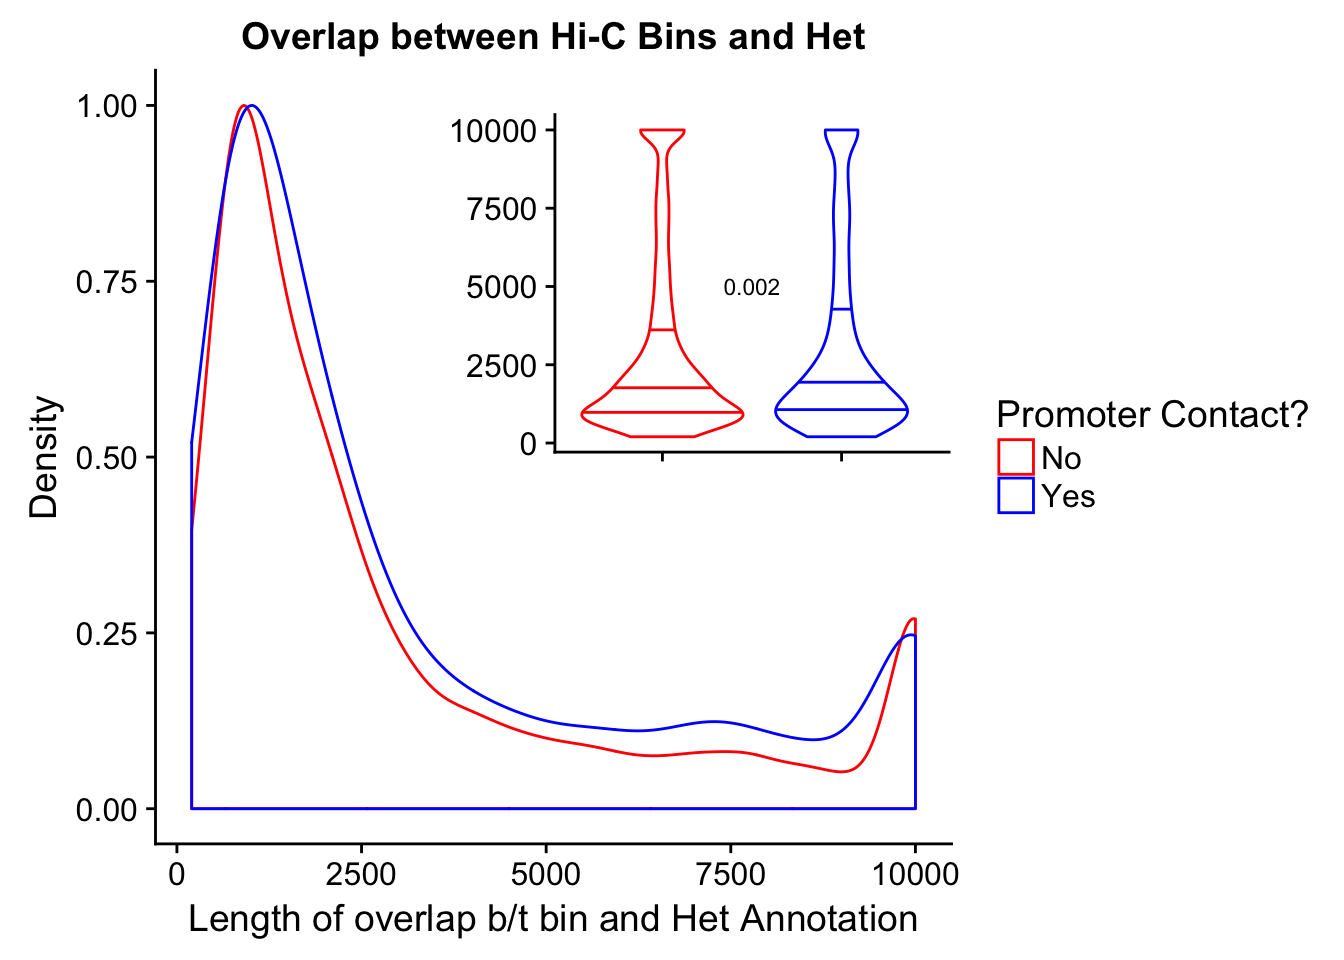 Overlap between Hi-C Bins and Het
1.00
0.75
0.50
0.25
0.00
Density
10000
7500
5000
2500
0
0.002
Promoter Contact?
No
Yes
0 2500 5000 7500 10000
Length of overlap b/t bin and Het Annotation